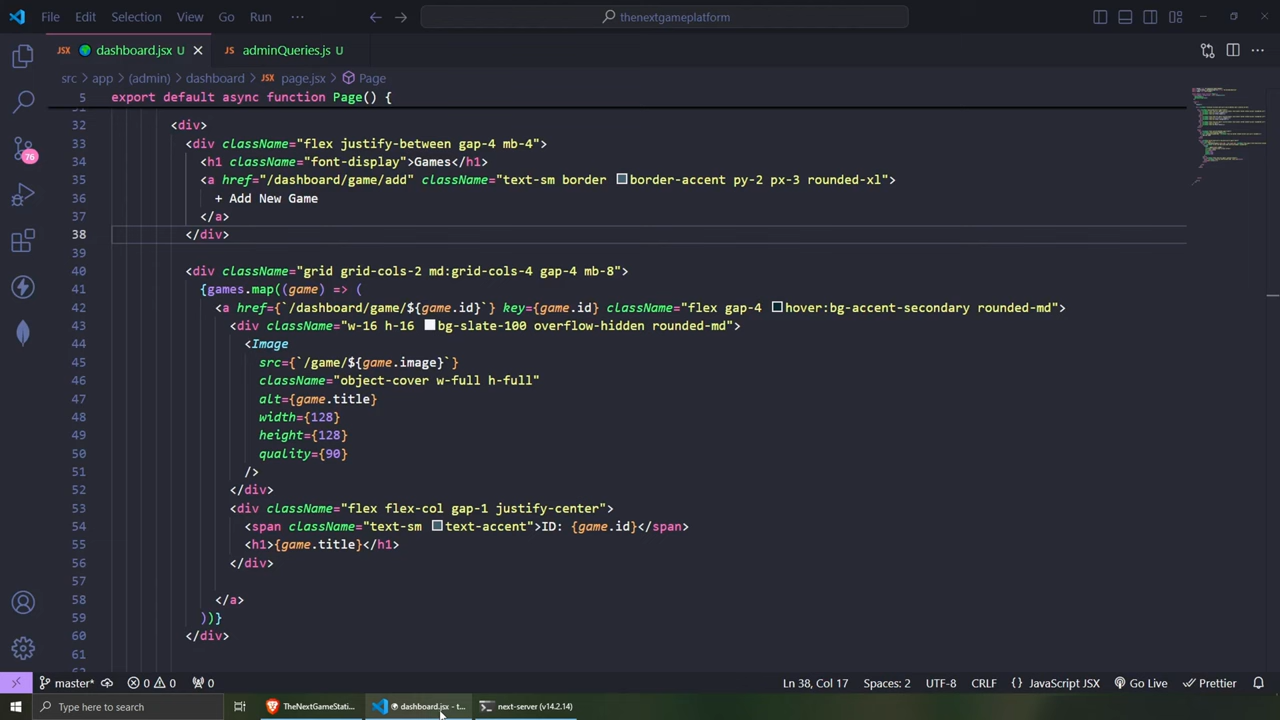 File Edit Selection View Go Run ··· thenextgameplatform
JSX dashboard.jsx U JS adminQueries.js U
src > app > (admin) > dashboard > JSX page.jsx > Page
5 export default async function Page() {
32 <div>
33 <div className="flex justify-between gap-4 mb-4">
34 <h1 className="font-display">Games</h1>
35 <a href="/dashboard/game/add" className="text-sm border border-accent py-2 px-3 rounded-xl">
36 + Add New Game
37 </a>
38 </div>
39
40 <div className="grid grid-cols-2 md:grid-cols-4 gap-4 mb-8">
41 {games.map((game) => (
42 <a href={`/dashboard/game/${game.id}`} key={game.id} className="flex gap-4 hover:bg-accent-secondary rounded-md">
43 <div className="w-16 h-16 bg-slate-100 overflow-hidden rounded-md">
44 <Image
45 src={`/game/${game.image}`}
46 className="object-cover w-full h-full"
47 alt={game.title}
48 width={128}
49 height={128}
50 quality={90}
51 />
52 </div>
53 <div className="flex flex-col gap-1 justify-center">
54 <span className="text-sm text-accent">ID: {game.id}</span>
55 <h1>{game.title}</h1>
56 </div>
57
58 </a>
59 ))}
60 </div>
61
76
master* 0 0 0 Ln 38, Col 17 Spaces: 2 UTF-8 CRLF {} JavaScript JSX Go Live Prettier
Type here to search TheNextGameStati... dashboard.jsx - t... next-server (v14.2.14)